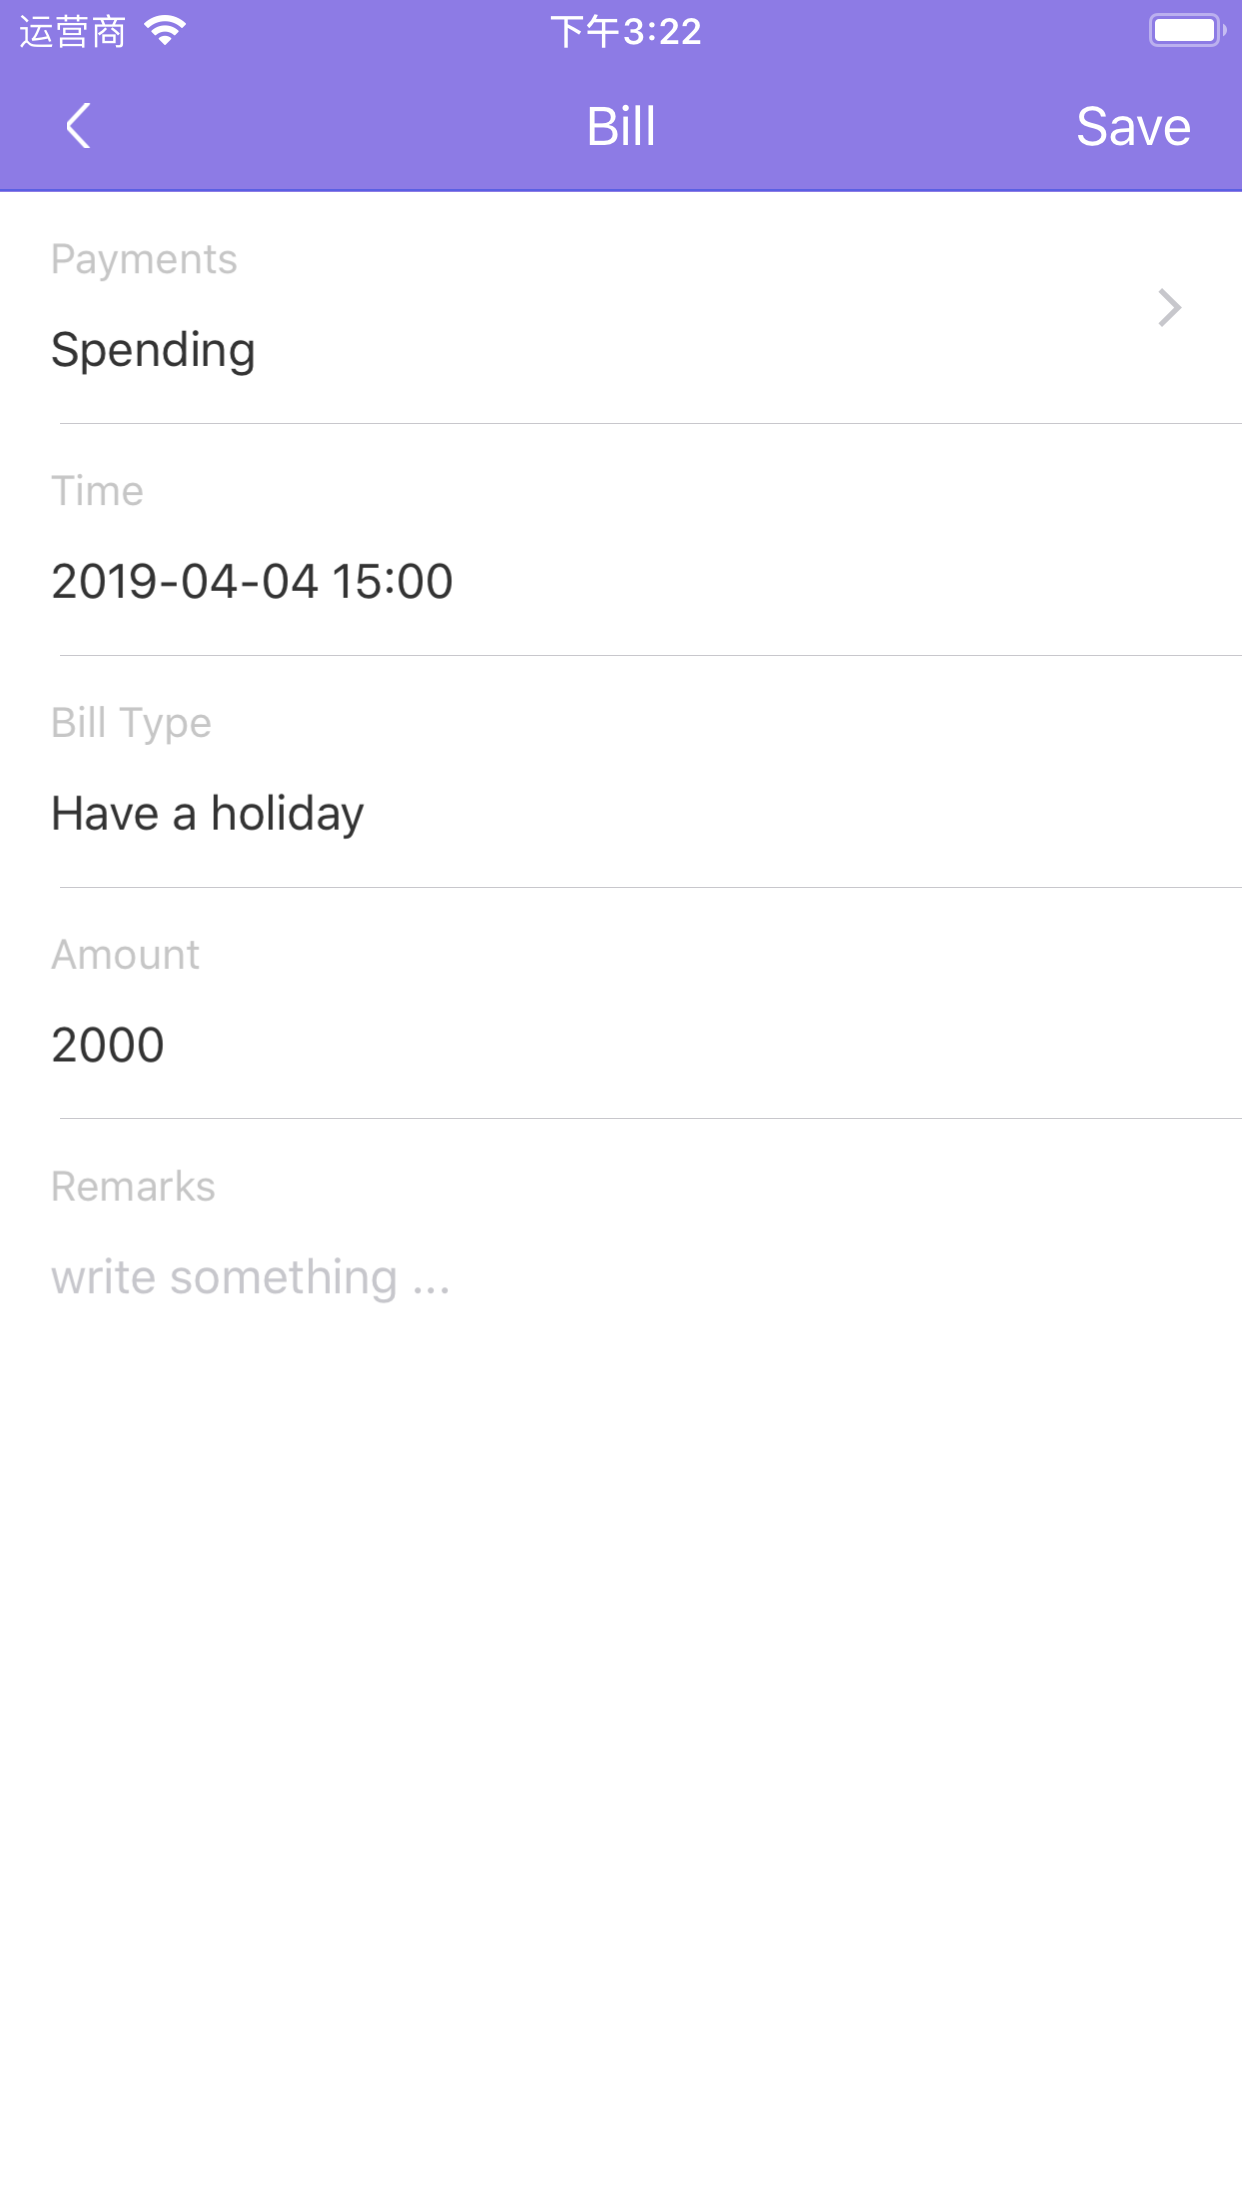 运营商 下午3:22
Bill Save
Payments
Spending
Time
2019-04-04 15:00
Bill Type
Have a holiday
Amount
2000
Remarks
write something ...